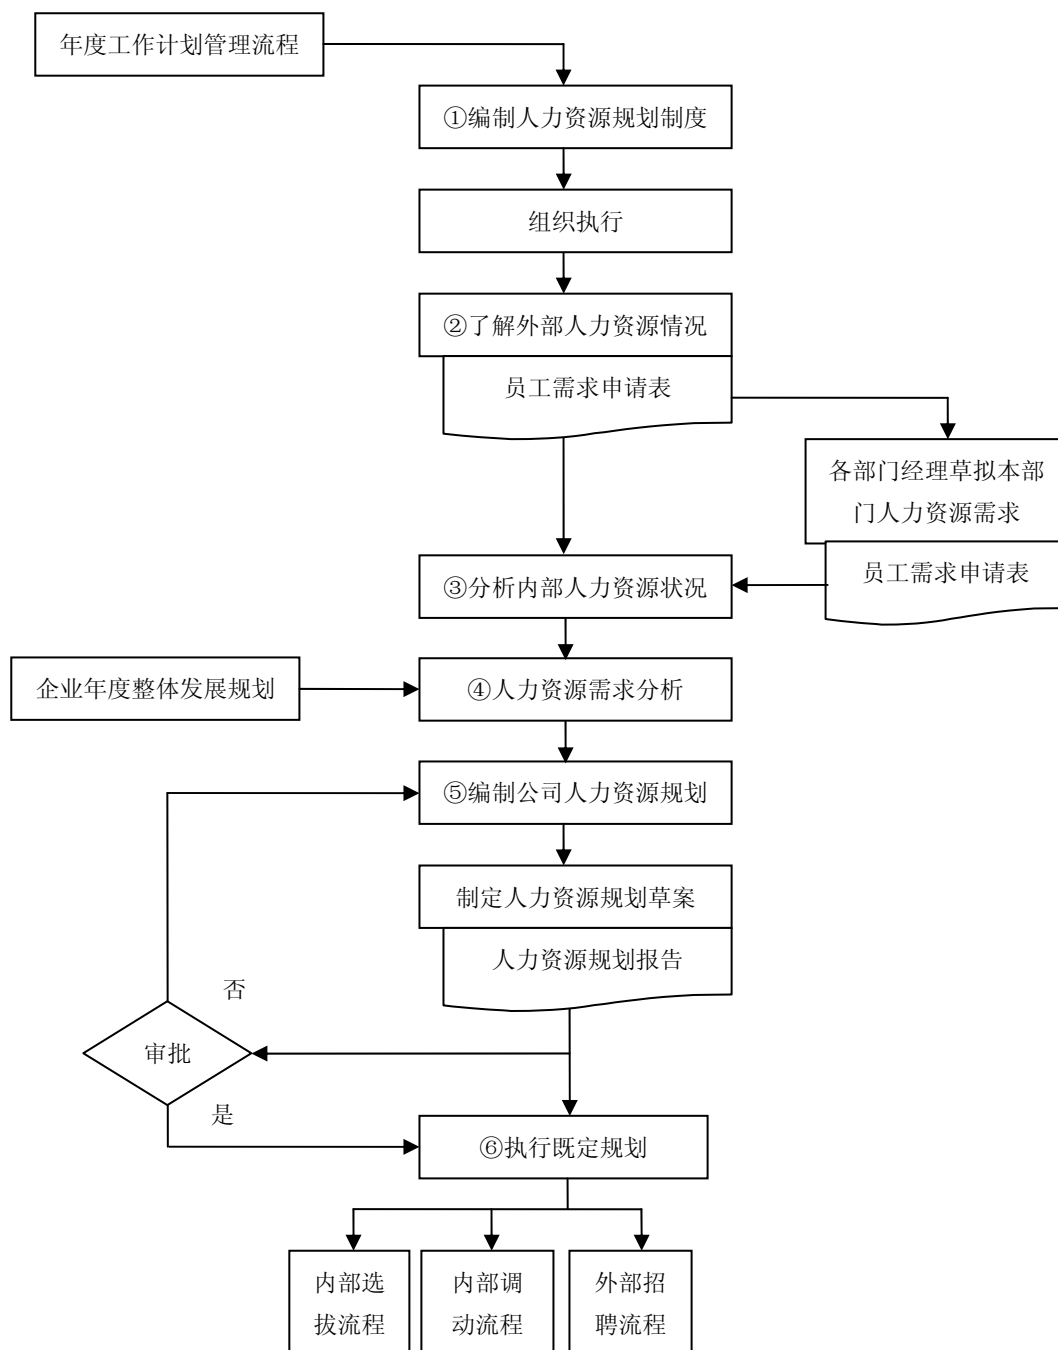 年度工作计划管理流程
①编制人力资源规划制度
组织执行
②了解外部人力资源情况
员工需求申请表
各部门经理草拟本部
门人力资源需求
员工需求申请表
③分析内部人力资源状况
企业年度整体发展规划
④人力资源需求分析
⑤编制公司人力资源规划
制定人力资源规划草案
人力资源规划报告
否
审批
是
⑥执行既定规划
内部选
拔流程
内部调
动流程
外部招
聘流程